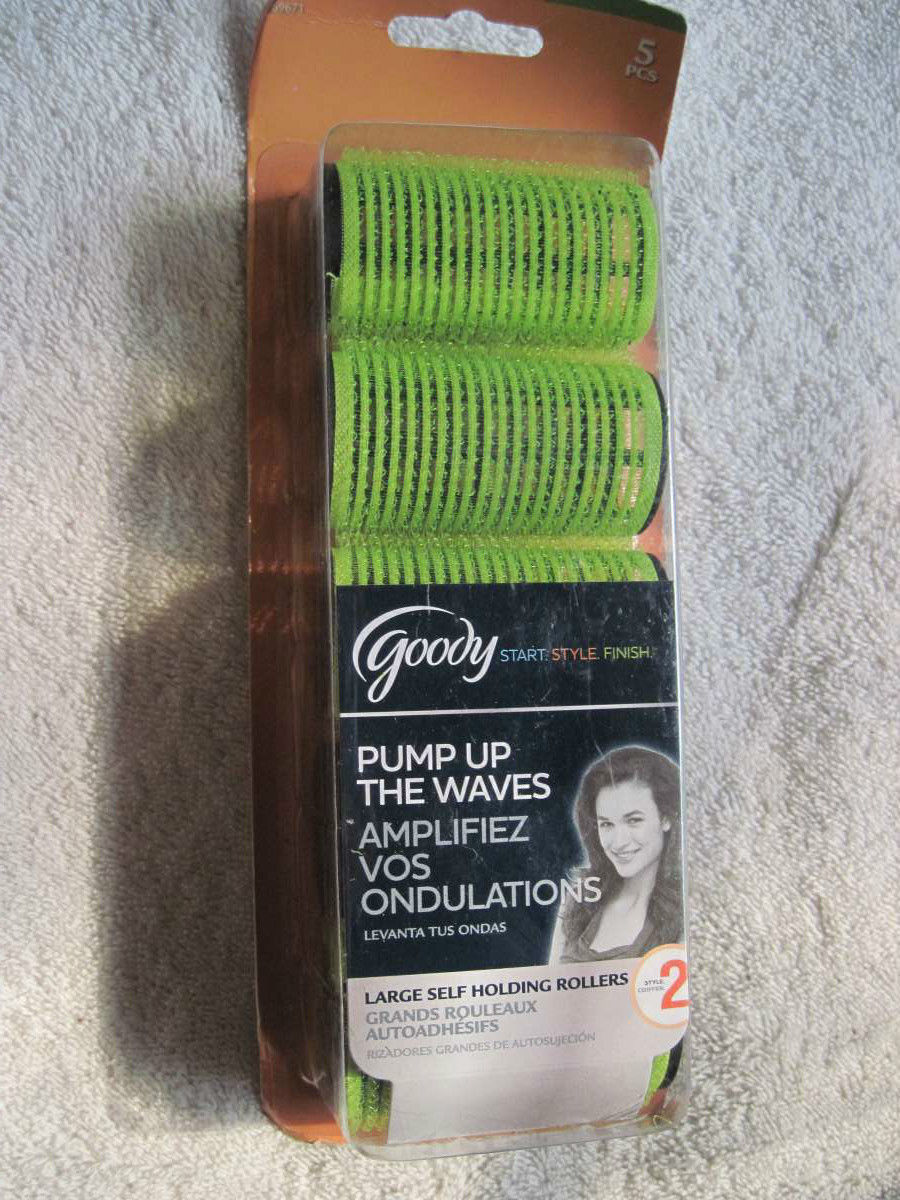 5
PCS
goody START. STYLE. FINISH.
PUMP UP
THE WAVES
AMPLIFIEZ
VOS
ONDULATIONS
LEVANTA TUS ONDAS
LARGE SELF HOLDING ROLLERS
GRANDS ROULEAUX
AUTOADHÉSIFS
RIZADORES GRANDES DE AUTOSUJECIÓN
STYLE.
COIFFER.
2